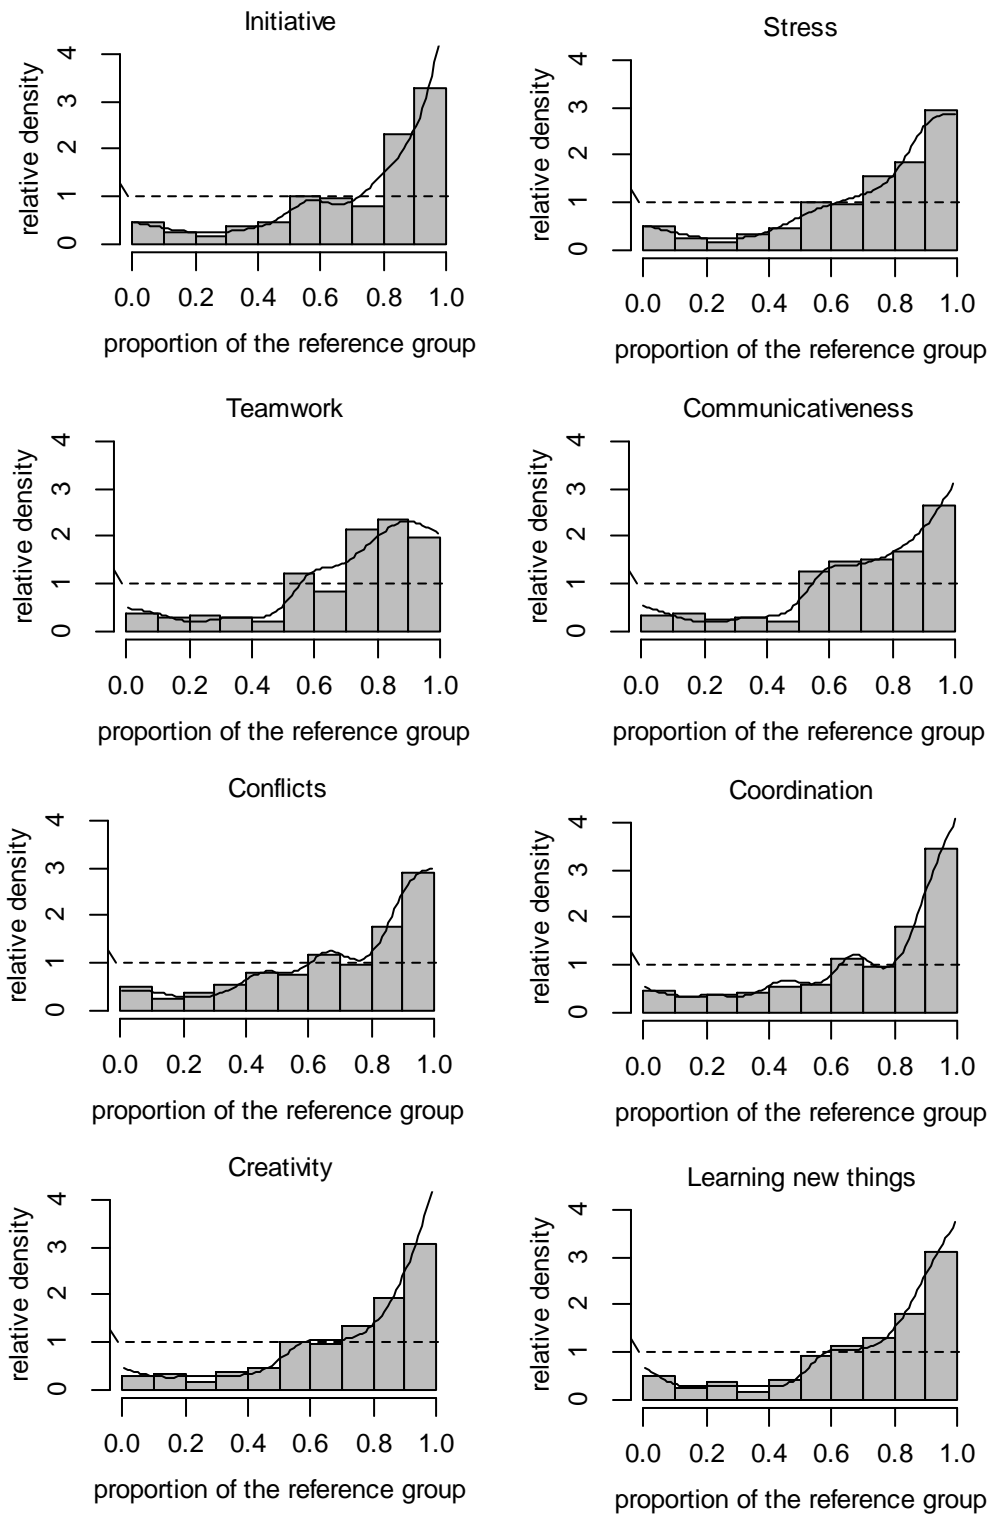 Initiative
relative density
4
3
2
1
0
0.0 0.2 0.4 0.6 0.8 1.0
proportion of the reference group
Stress
relative density
4
3
2
1
0
0.0 0.2 0.4 0.6 0.8 1.0
proportion of the reference group
Teamwork
relative density
4
3
2
1
0
0.0 0.2 0.4 0.6 0.8 1.0
proportion of the reference group
Communicativeness
relative density
4
3
2
1
0
0.0 0.2 0.4 0.6 0.8 1.0
proportion of the reference group
Conflicts
relative density
4
3
2
1
0
0.0 0.2 0.4 0.6 0.8 1.0
proportion of the reference group
Coordination
relative density
4
3
2
1
0
0.0 0.2 0.4 0.6 0.8 1.0
proportion of the reference group
Creativity
relative density
4
3
2
1
0
0.0 0.2 0.4 0.6 0.8 1.0
proportion of the reference group
Learning new things
relative density
4
3
2
1
0
0.0 0.2 0.4 0.6 0.8 1.0
proportion of the reference group